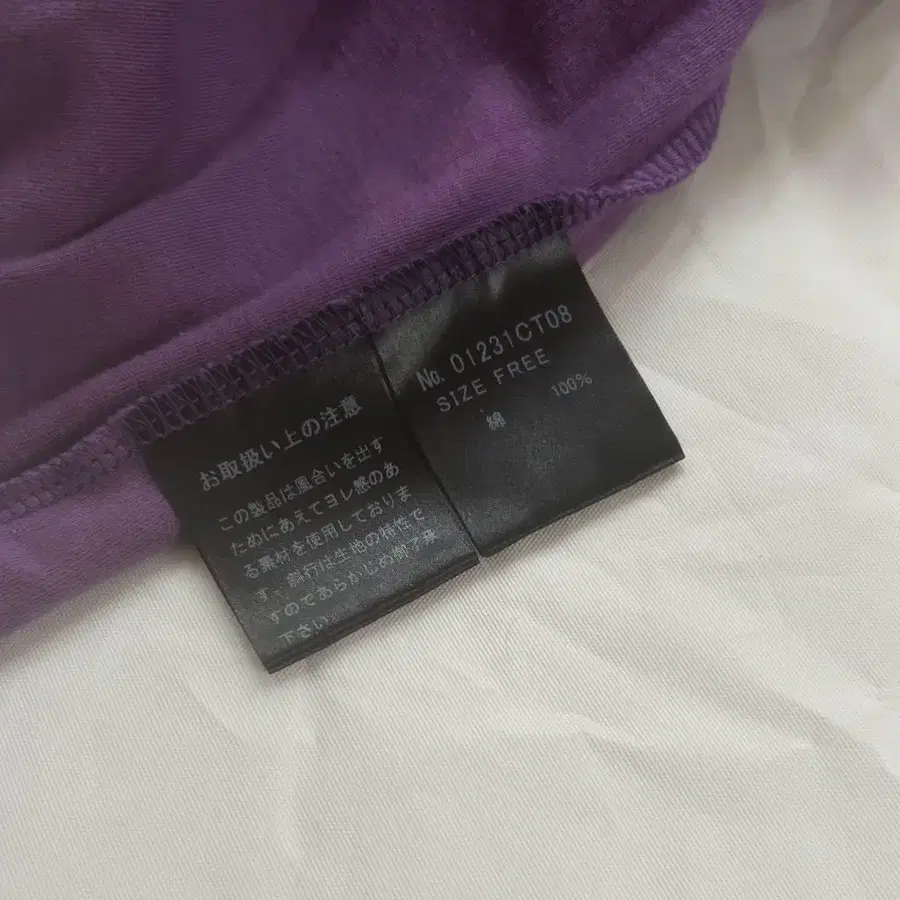 お取扱い上の注意
この製品は風合いを出す
ためにあえてヨレ感のあ
る素材を使用しておりま
す。斜行は生地の特性で
すのであらかじめ御了承
下さい
No. 01231CT08
SIZE FREE
綿 100%